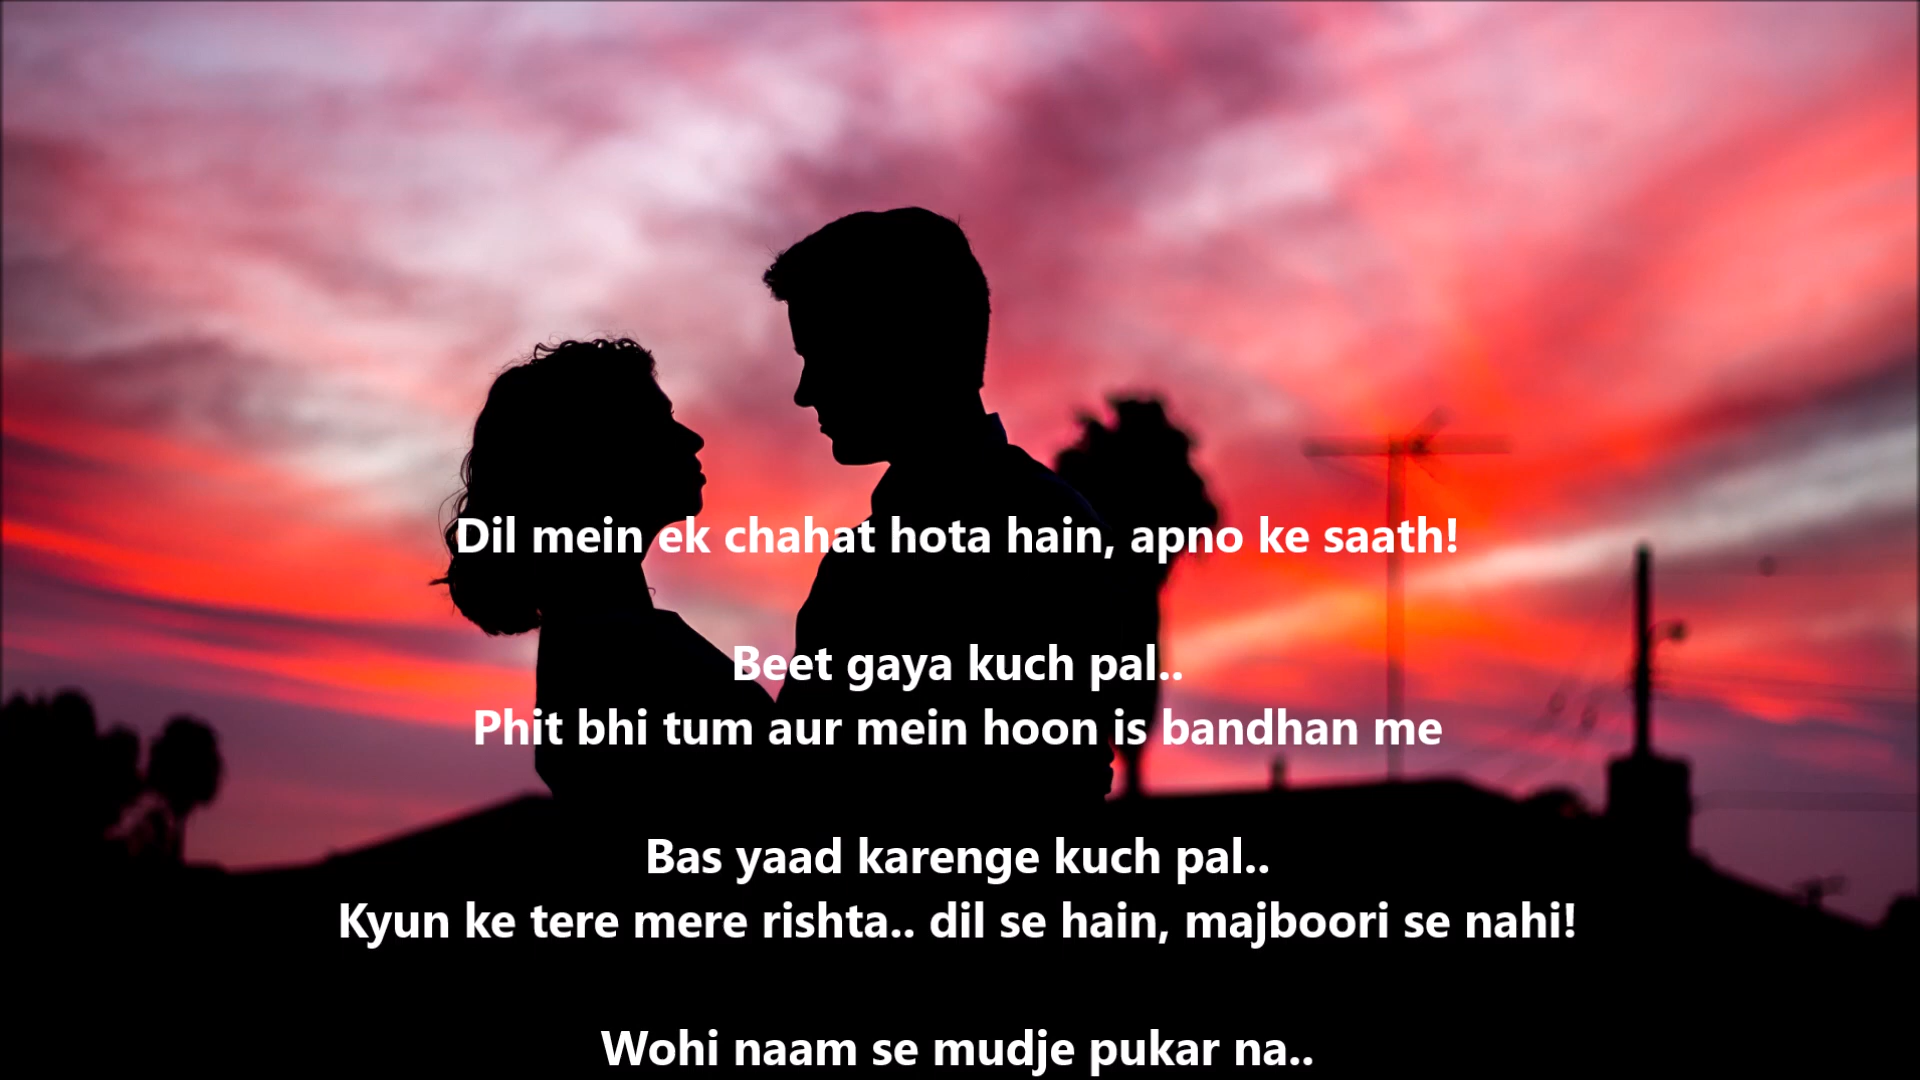 Dil mein ek chahat hota hain, apno ke saath!
Beet gaya kuch pal..
Phit bhi tum aur mein hoon is bandhan me
Bas yaad karenge kuch pal..
Kyun ke tere mere rishta.. dil se hain, majboori se nahi!
Wohi naam se mudje pukar na..